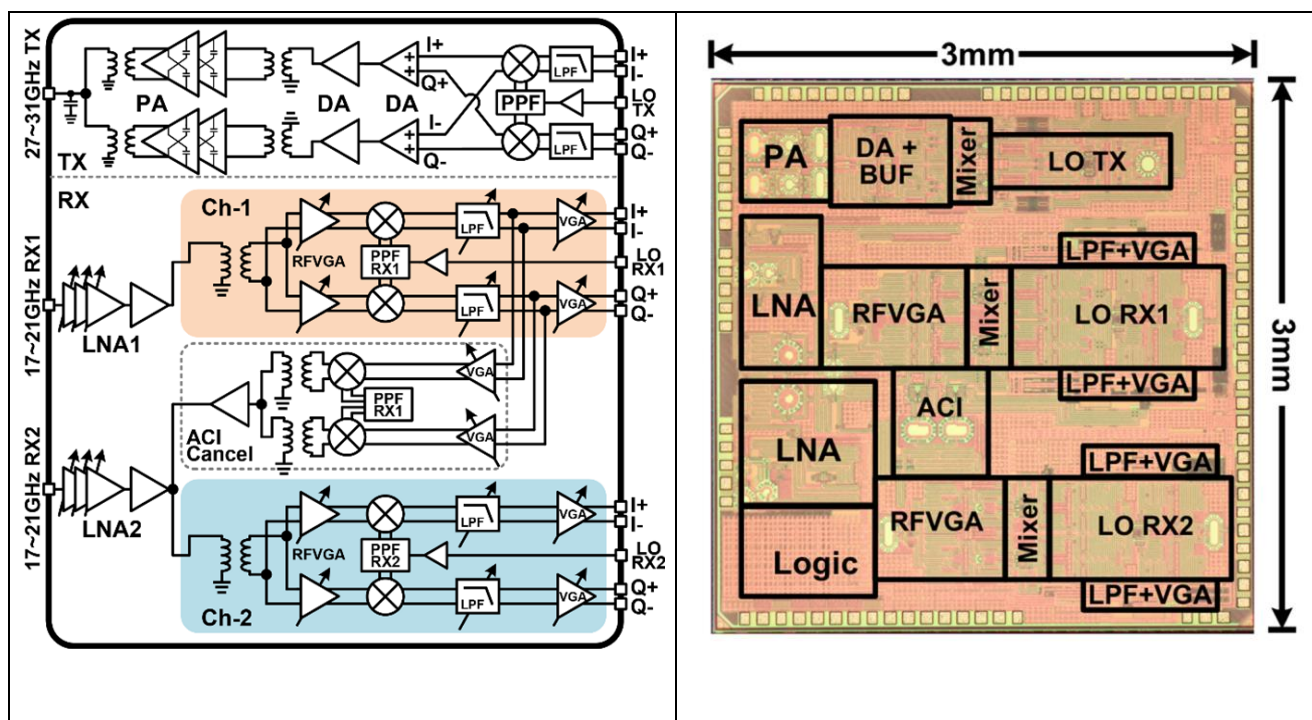 27~31GHz TX
PA
DA
DA
I+
Q+
I-
Q-
LPF
PPF
LPF
I+
I-
LO
TX
Q+
Q-
TX
RX
17~21GHz RX1
LNA1
Ch-1
RFVGA
PPF
RX1
LPF
LPF
VGA
VGA
I+
I-
LO
RX1
Q+
Q-
ACI
Cancel
PPF
RX1
VGA
VGA
17~21GHz RX2
LNA2
Ch-2
RFVGA
PPF
RX2
LPF
LPF
VGA
VGA
I+
I-
LO
RX2
Q+
Q-
3mm
3mm
PA
DA +
BUF
Mixer
LO TX
LPF+VGA
LNA
RFVGA
Mixer
LO RX1
LPF+VGA
ACI
LNA
LPF+VGA
RFVGA
Mixer
LO RX2
Logic
LPF+VGA